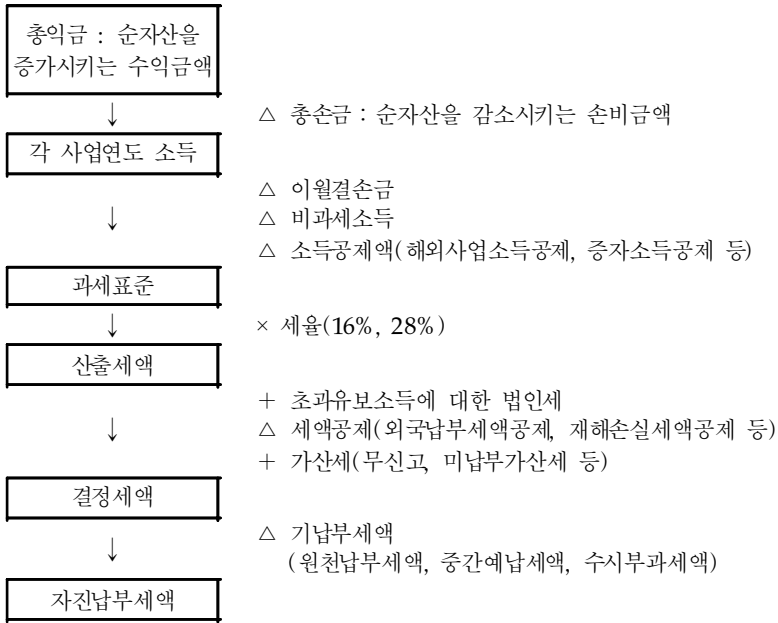 총익금 : 순자산을
증가시키는 수익금액
↓
△ 총손금 : 순자산을 감소시키는 손비금액
각 사업연도 소득
△ 이월결손금
↓
△ 비과세소득
△ 소득공제액(해외사업소득공제, 증자소득공제 등)
과세표준
↓
× 세율(16%, 28%)
산출세액
+ 초과유보소득에 대한 법인세
↓
△ 세액공제(외국납부세액공제, 재해손실세액공제 등)
+ 가산세(무신고, 미납부가산세 등)
결정세액
↓
△ 기납부세액
(원천납부세액, 중간예납세액, 수시부과세액)
자진납부세액